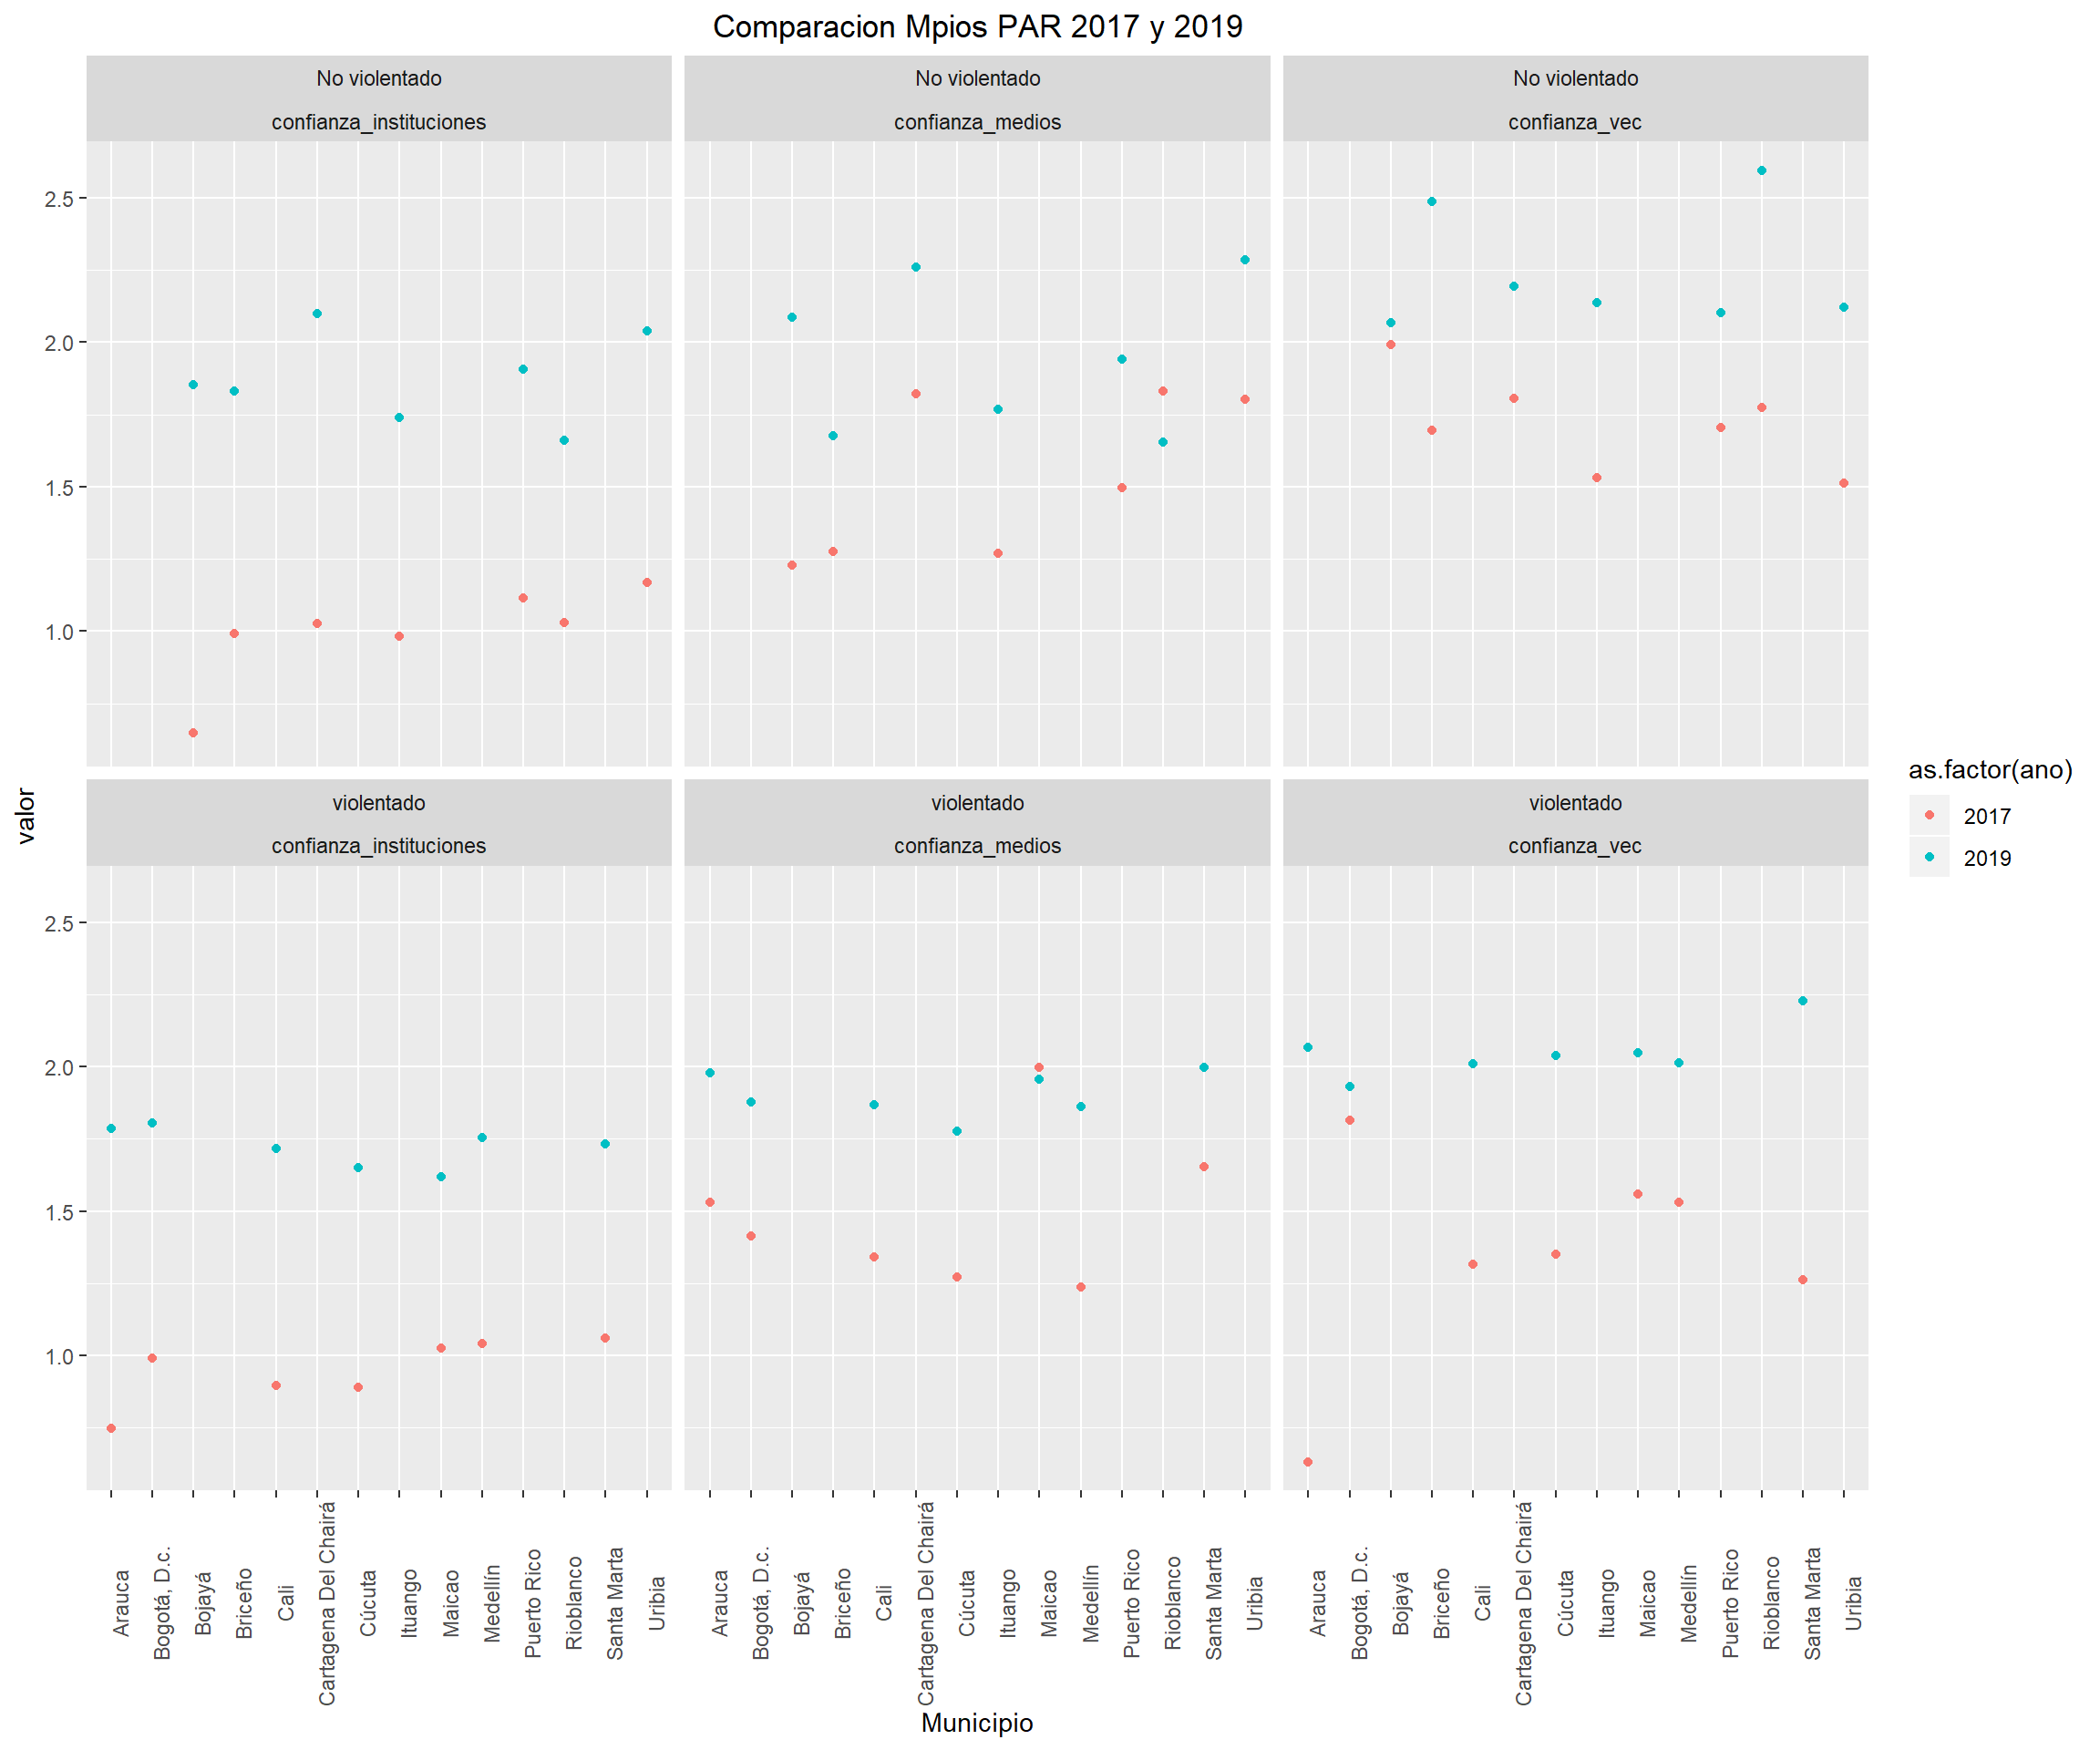 Comparacion Mpios PAR 2017 y 2019
No violentado
confianza_instituciones
No violentado
confianza_medios
No violentado
confianza_vec
2.5
2.0
1.5
1.0
violentado
confianza_instituciones
violentado
confianza_medios
violentado
confianza_vec
2.5
2.0
1.5
1.0
valor
Arauca
Bogotá, D.c.
Bojayá
Briceño
Cali
Cartagena Del Chairá
Cúcuta
Ituango
Maicao
Medellín
Puerto Rico
Rioblanco
Santa Marta
Uribia
Arauca
Bogotá, D.c.
Bojayá
Briceño
Cali
Cartagena Del Chairá
Cúcuta
Ituango
Maicao
Medellín
Puerto Rico
Rioblanco
Santa Marta
Uribia
Arauca
Bogotá, D.c.
Bojayá
Briceño
Cali
Cartagena Del Chairá
Cúcuta
Ituango
Maicao
Medellín
Puerto Rico
Rioblanco
Santa Marta
Uribia
Municipio
as.factor(ano)
2017
2019